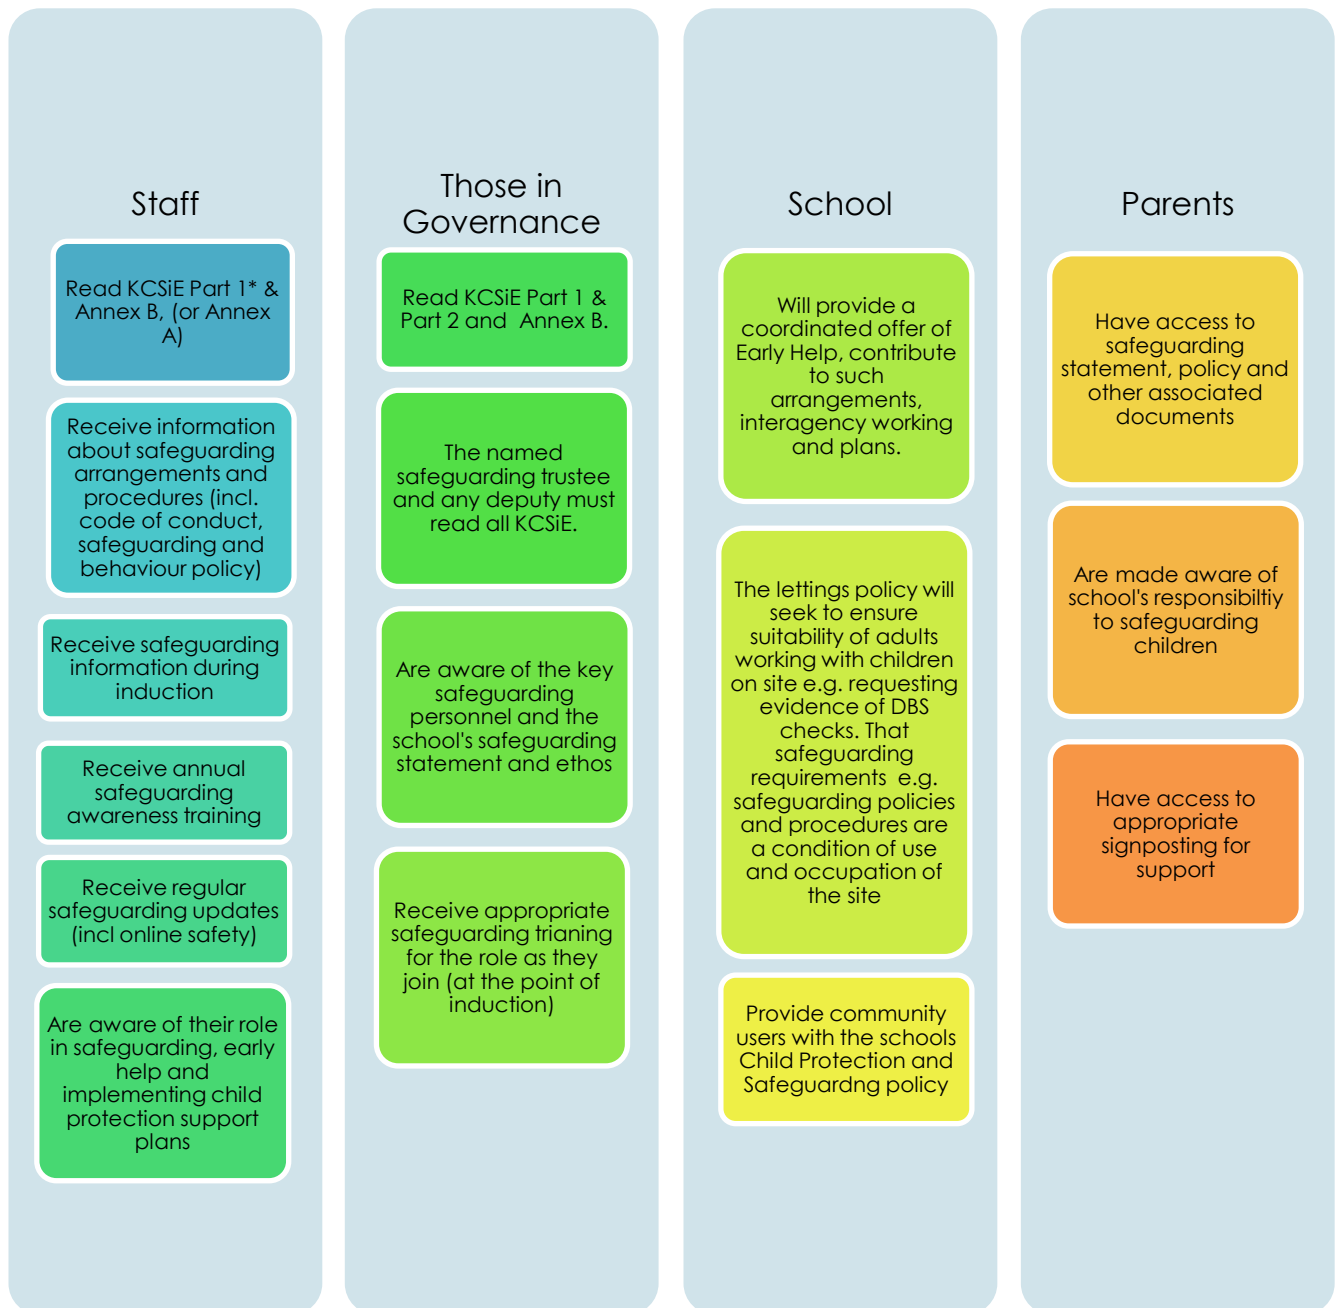 Staff
Read KCSiE Part 1* &
Annex B, (or Annex
A)
Receive information
about safeguarding
arrangements and
procedures (incl.
code of conduct,
safeguarding and
behaviour policy)
Receive safeguarding
information during
induction
Receive annual
safeguarding
awareness training
Receive regular
safeguarding updates
(incl online safety)
Are aware of their role
in safeguarding, early
help and
implementing child
protection support
plans
Those in
Governance
Read KCSiE Part 1 &
Part 2 and Annex B.
The named
safeguarding trustee
and any deputy must
read all KCSiE.
Are aware of the key
safeguarding
personnel and the
school's safeguarding
statement and ethos
Receive appropriate
safeguarding trianing
for the role as they
join (at the point of
induction)
School
Will provide a
coordinated offer of
Early Help, contribute
to such
arrangements,
interagency working
and plans.
The lettings policy will
seek to ensure
suitability of adults
working with children
on site e.g. requesting
evidence of DBS
checks. That
safeguarding
requirements e.g.
safeguarding policies
and procedures are
a condition of use
and occupation of
the site
Provide community
users with the schools
Child Protection and
Safeguardng policy
Parents
Have access to
safeguarding
statement, policy and
other associated
documents
Are made aware of
school's responsibiltiy
to safeguarding
children
Have access to
appropriate
signposting for
support